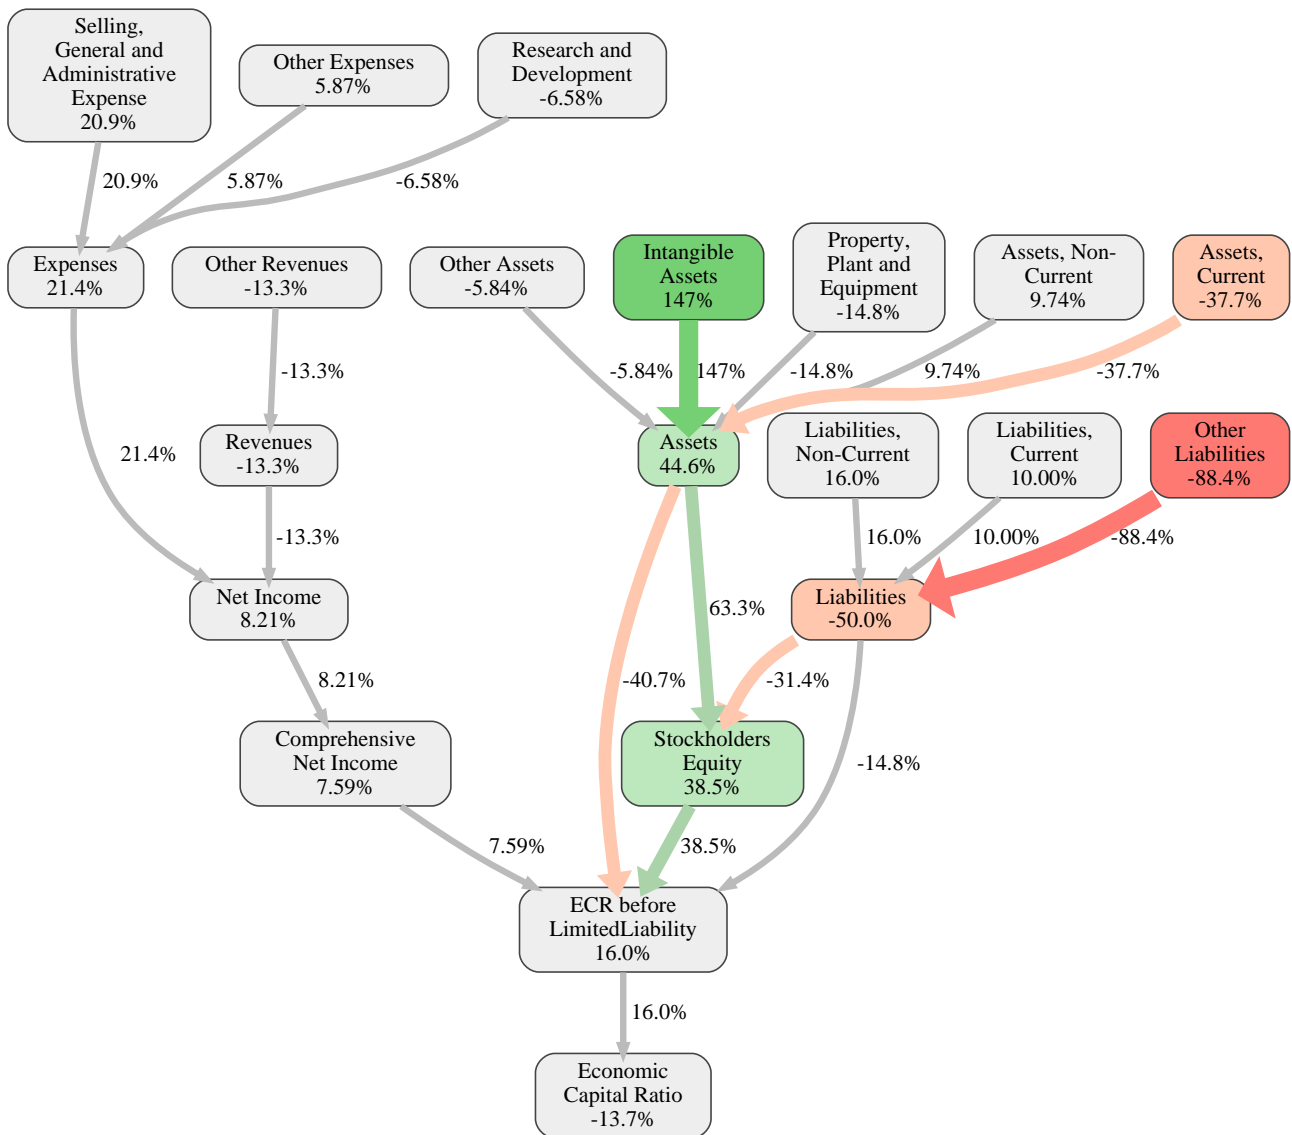 Selling,
General and
Administrative
Expense
20.9%
Other Expenses
5.87%
Research and
Development
-6.58%
20.9%
5.87%
-6.58%
Expenses
21.4%
Other Revenues
-13.3%
Other Assets
-5.84%
Intangible
Assets
147%
Property,
Plant and
Equipment
-14.8%
Assets, Non-
Current
9.74%
Assets,
Current
-37.7%
-13.3%
-5.84%
147%
-14.8%
9.74%
-37.7%
21.4%
Revenues
-13.3%
Assets
44.6%
Liabilities,
Non-Current
16.0%
Liabilities,
Current
10.00%
Other
Liabilities
-88.4%
-13.3%
16.0%
10.00%
-88.4%
Net Income
8.21%
63.3%
Liabilities
-50.0%
8.21%
-40.7%
-31.4%
Comprehensive
Net Income
7.59%
Stockholders
Equity
38.5%
-14.8%
7.59%
38.5%
ECR before
LimitedLiability
16.0%
16.0%
Economic
Capital Ratio
-13.7%